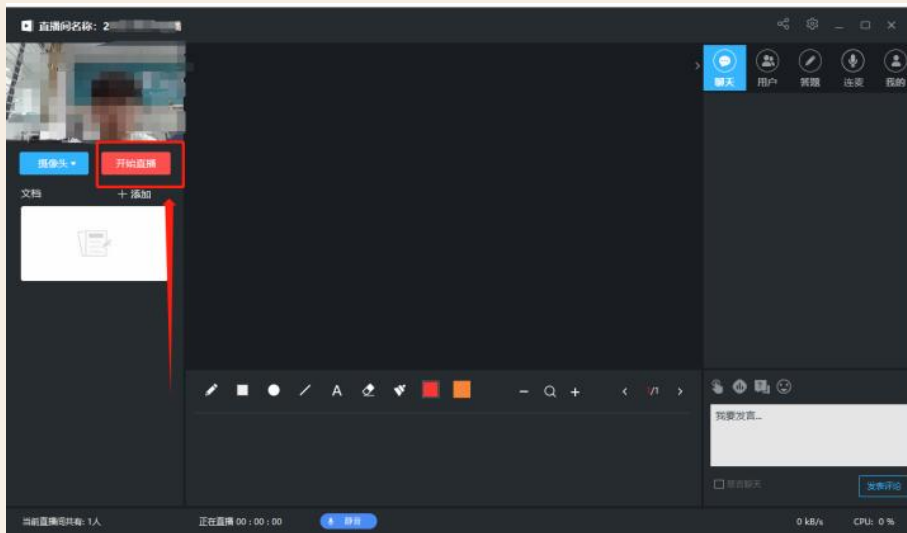 直播间名称：2
聊天 用户 答题 连麦 我的
摄像头 开始直播
文档 + 添加
A
1/1
我要发言...
发表评论
当前直播间共有: 1人 正在直播 00 : 00 : 00 静音 0 kB/s CPU: 0 %